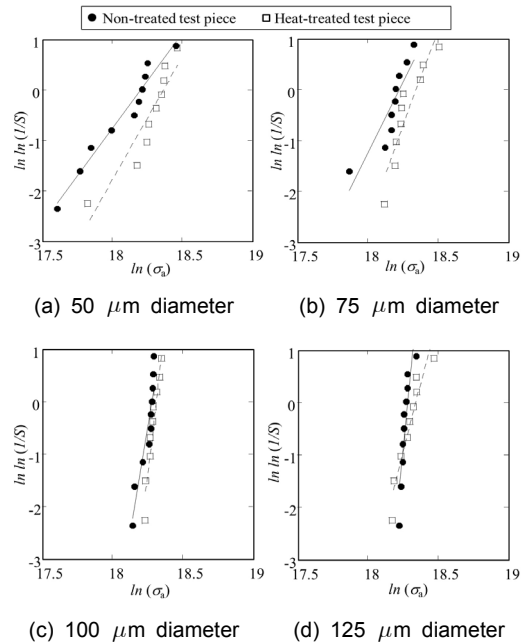 Non-treated test piece Heat-treated test piece
1
0
-1
-2
-3
ln ln (1/S)
17.5 18 18.5 19
ln (σa)
(a) 50 μm diameter
1
0
-1
-2
-3
ln ln (1/S)
17.5 18 18.5 19
ln (σa)
(b) 75 μm diameter
1
0
-1
-2
-3
ln ln (1/S)
17.5 18 18.5 19
ln (σa)
(c) 100 μm diameter
1
0
-1
-2
-3
ln ln (1/S)
17.5 18 18.5 19
ln (σa)
(d) 125 μm diameter